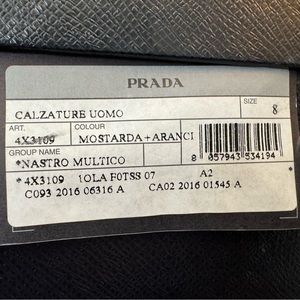 PRADA
CALZATURE UOMO
SIZE
8
ART.
COLOUR
4X3109
MOSTARDA+ARANCI
GROUP NAME
*NASTRO MULTICO
8 057943 534194
*4X3109 1OLA F0TSS 07 A2
C093 2016 06316 A CA02 2016 01545 A